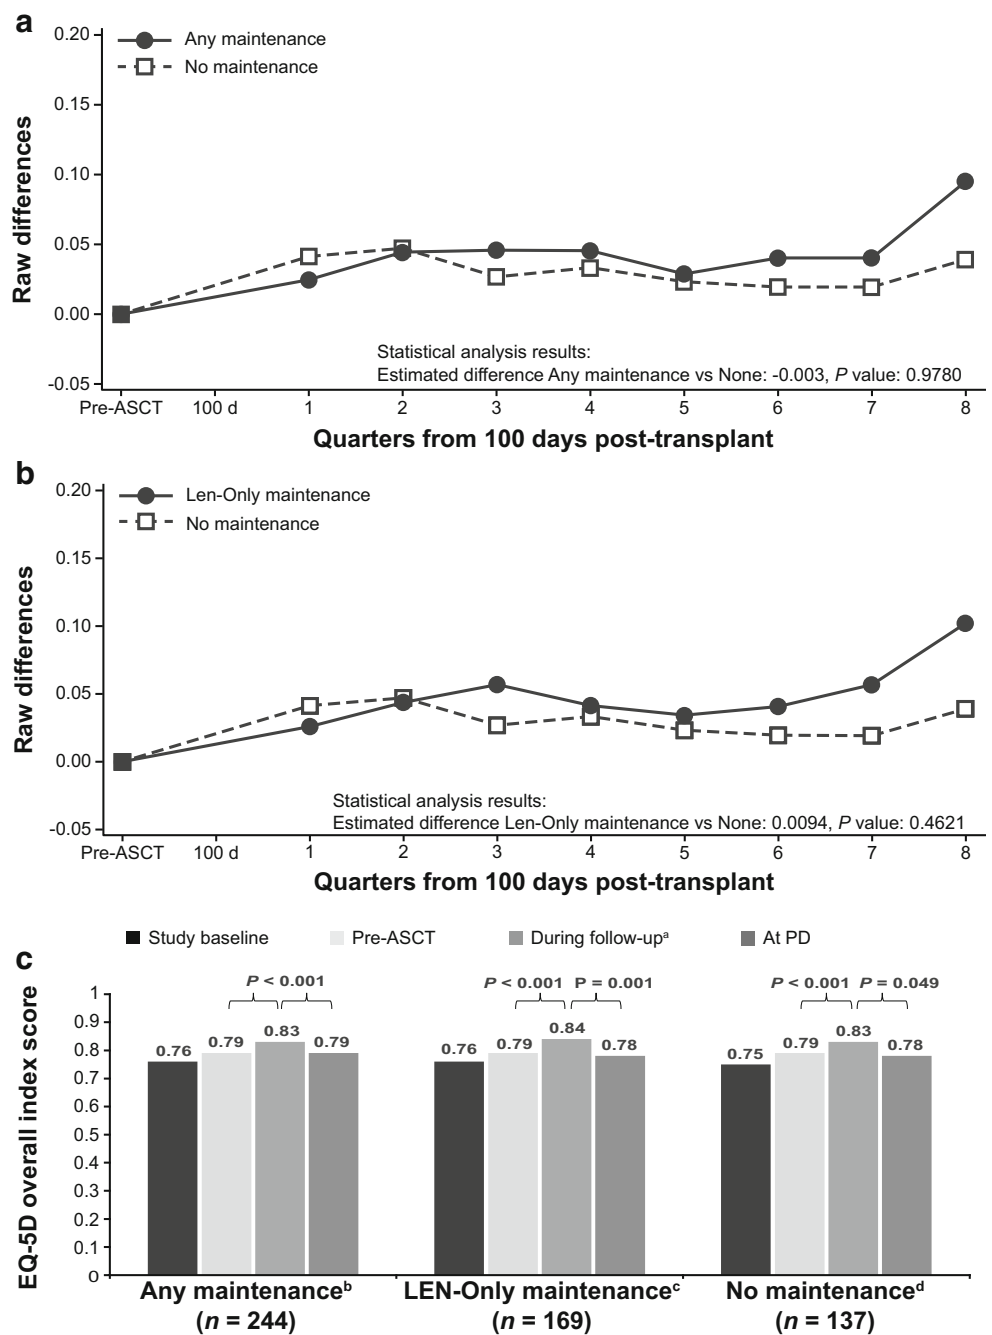 a
0.20
Any maintenance
No maintenance
0.15
0.10
0.05
0.00
-0.05
Raw differences
Statistical analysis results:
Estimated difference Any maintenance vs None: -0.003, P value: 0.9780
Pre-ASCT 100 d 1 2 3 4 5 6 7 8
Quarters from 100 days post-transplant
b
0.20
Len-Only maintenance
No maintenance
0.15
0.10
0.05
0.00
-0.05
Raw differences
Statistical analysis results:
Estimated difference Len-Only maintenance vs None: 0.0094, P value: 0.4621
Pre-ASCT 100 d 1 2 3 4 5 6 7 8
Quarters from 100 days post-transplant
Study baseline Pre-ASCT During follow-upᵃ At PD
c
EQ-5D overall index score
1
0.9
0.8
0.7
0.6
0.5
0.4
0.3
0.2
0.1
0
P < 0.001
0.76 0.79 0.83 0.79
P < 0.001 P = 0.001
0.76 0.79 0.84 0.78
P < 0.001 P = 0.049
0.75 0.79 0.83 0.78
Any maintenanceᵇ LEN-Only maintenanceᶜ No maintenanceᵈ
(n = 244) (n = 169) (n = 137)